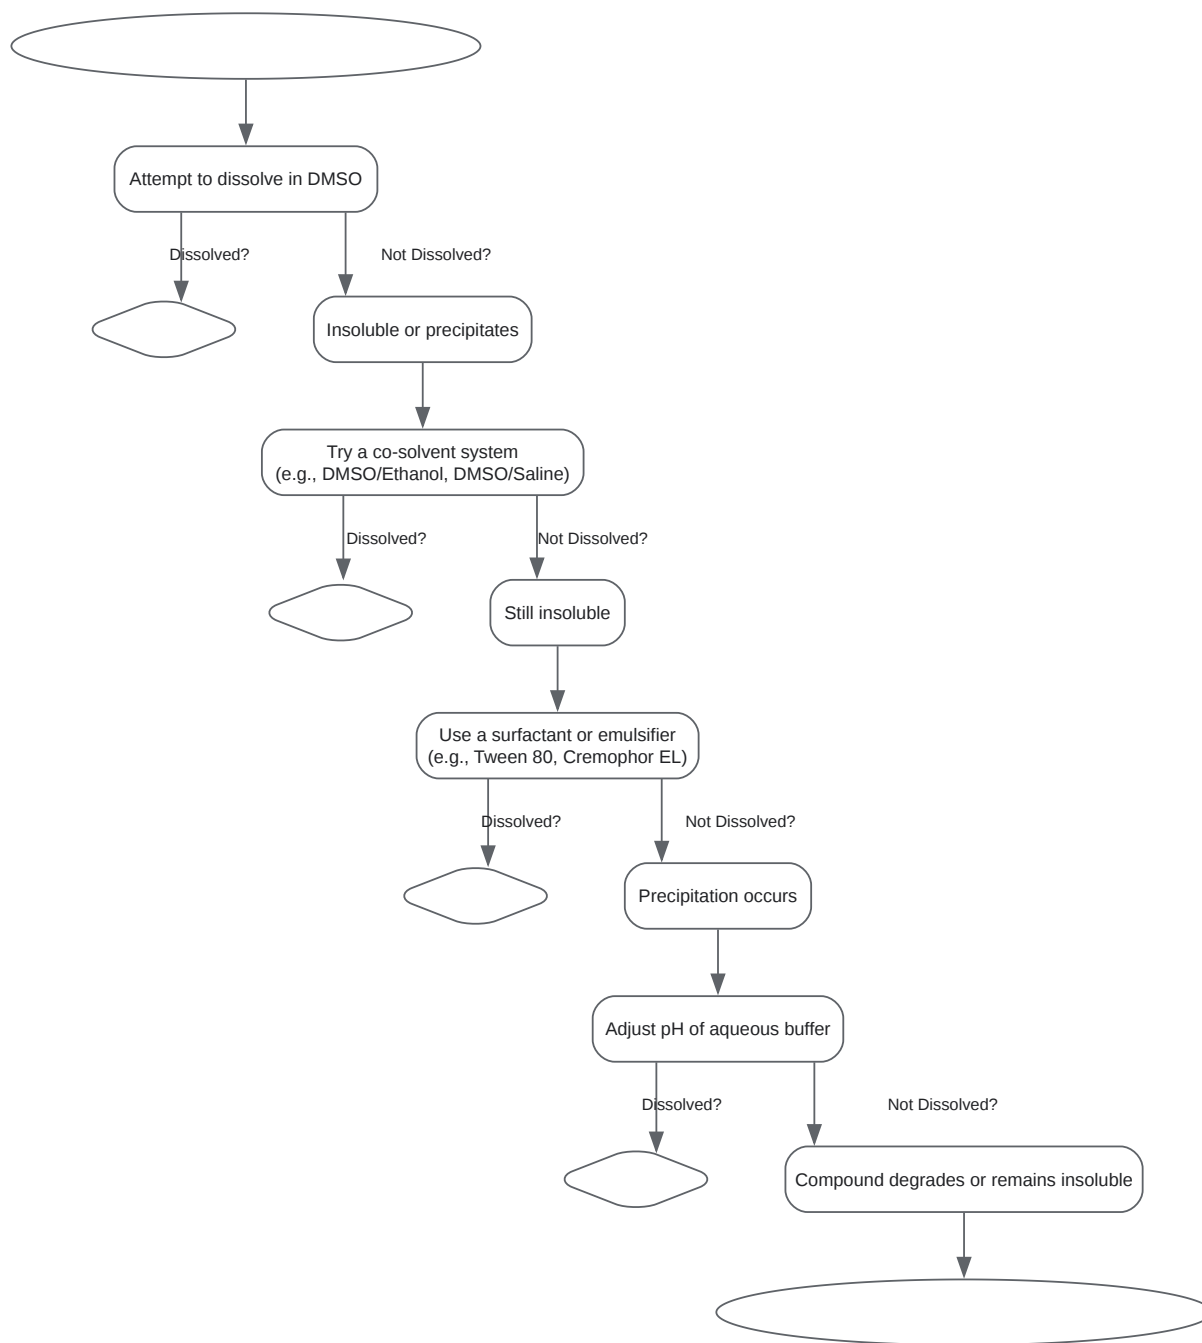 Attempt to dissolve in DMSO
Dissolved?
Not Dissolved?
Insoluble or precipitates
Try a co-solvent system
(e.g., DMSO/Ethanol, DMSO/Saline)
Dissolved?
Not Dissolved?
Still insoluble
Use a surfactant or emulsifier
(e.g., Tween 80, Cremophor EL)
Dissolved?
Not Dissolved?
Precipitation occurs
Adjust pH of aqueous buffer
Dissolved?
Not Dissolved?
Compound degrades or remains insoluble